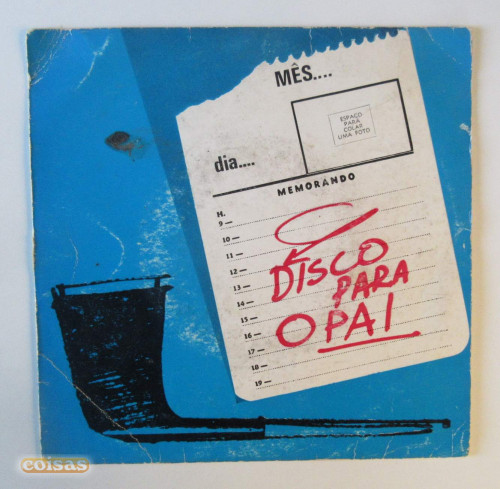 MÊS....
ESPAÇO
PARA
COLAR
UMA FOTO
dia....
MEMORANDO
H.
9 —
10 —
11 —
12 —
13 —
14 —
15 —
16 —
17 —
18 —
19 —
DISCO
PARA
O PAI
coisas